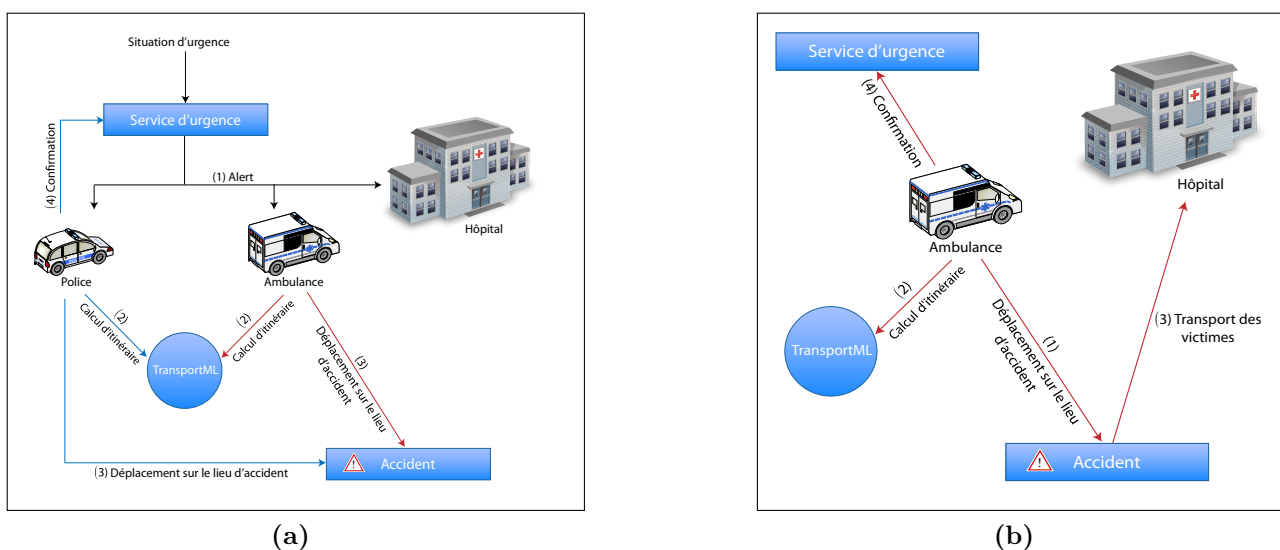 Situation d'urgence
Service d'urgence
(4) Confirmation
(1) Alert
Hôpital
Police
Ambulance
(2)
Calcul d'itinéraire
(2)
Calcul d'itinéraire
(3)
Déplacement sur le lieu
d'accident
TransportML
(3) Déplacement sur le lieu d'accident
Accident
(a)
Service d'urgence
(4) Confirmation
Hôpital
Ambulance
(2)
Calcul d'itinéraire
(1)
Déplacement sur le lieu
d'accident
TransportML
(3) Transport des
victimes
Accident
(b)